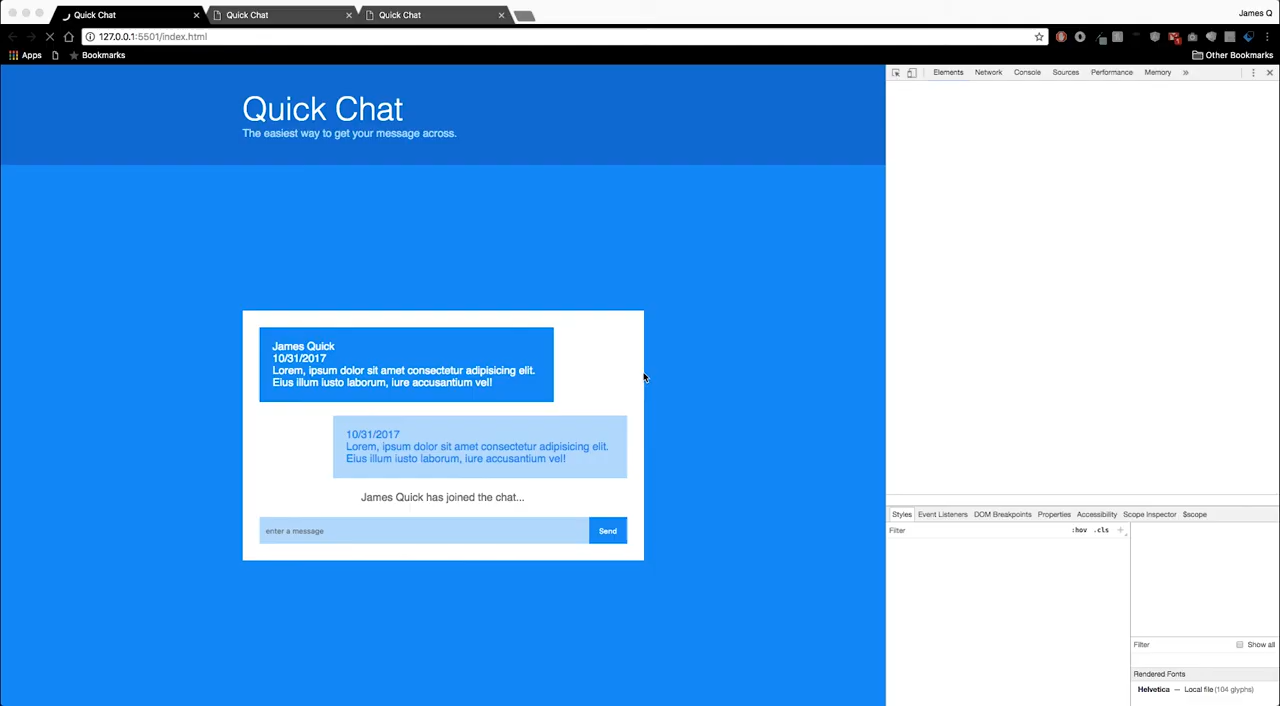 Quick Chat
Quick Chat
Quick Chat
James Q
127.0.0.1:5501/index.html
Apps
Bookmarks
Other Bookmarks
Quick Chat
The easiest way to get your message across.
Elements Network Console Sources Performance Memory »
James Quick
10/31/2017
Lorem, ipsum dolor sit amet consectetur adipisicing elit.
Eius illum iusto laborum, iure accusantium vel!
10/31/2017
Lorem, ipsum dolor sit amet consectetur adipisicing elit.
Eius illum iusto laborum, iure accusantium vel!
James Quick has joined the chat...
enter a message
Send
Styles Event Listeners DOM Breakpoints Properties Accessibility Scope Inspector $scope
Filter :hov .cls +
Filter Show all
Rendered Fonts
Helvetica — Local file (104 glyphs)